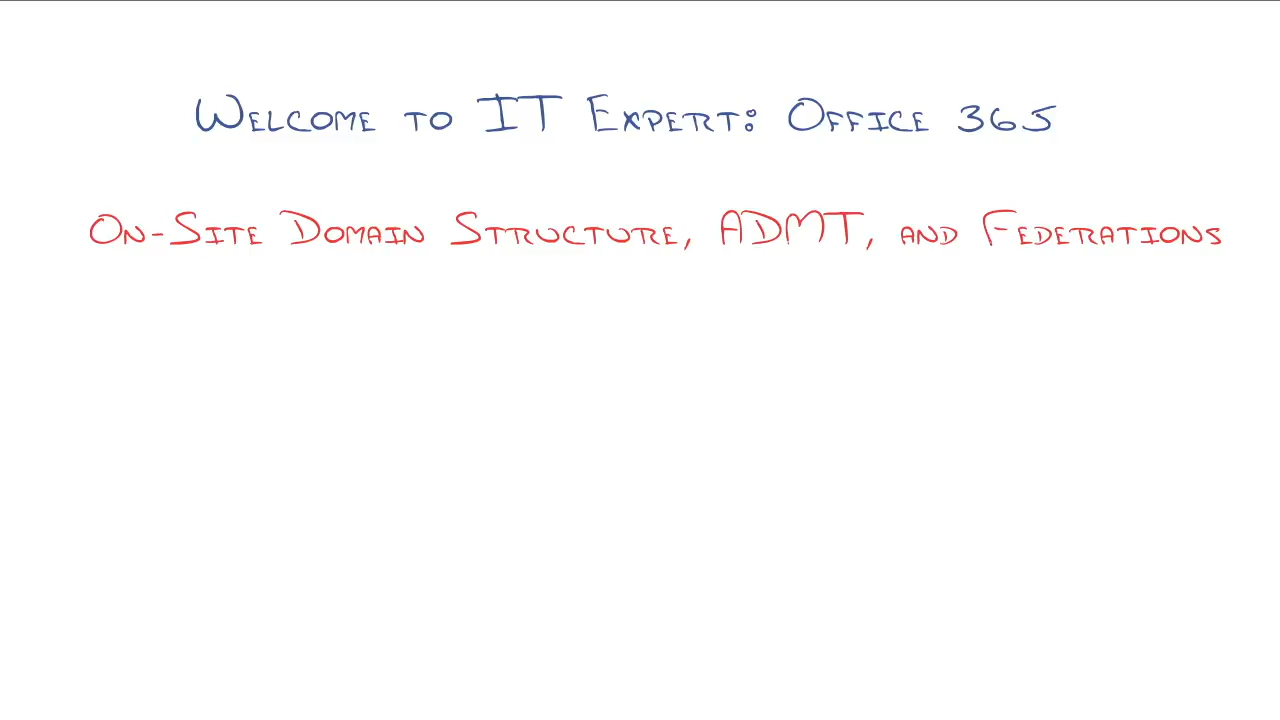 Welcome to IT Expert: Office 365
On-Site Domain Structure, ADMT, and Federations